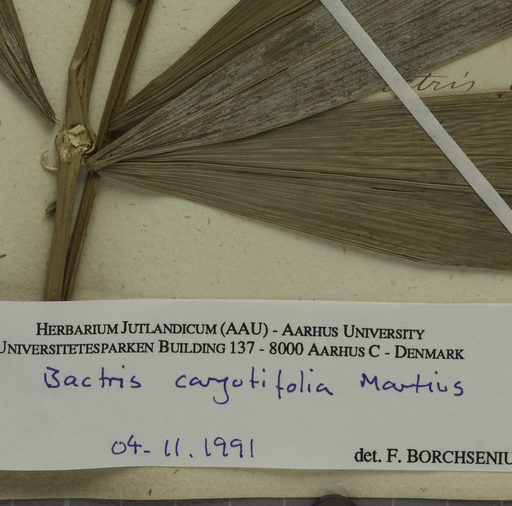 ctris
HERBARIUM JUTLANDICUM (AAU) - AARHUS UNIVERSITY
UNIVERSITETESPARKEN BUILDING 137 - 8000 AARHUS C - DENMARK
Bactris caryotifolia Martius
04-11.1991
det. F. BORCHSENIU